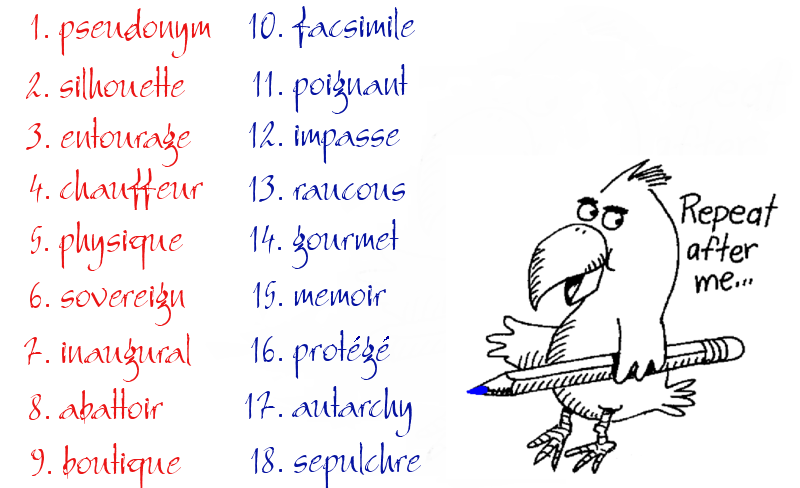 1. pseudonym
2. silhouette
3. entourage
4. chauffeur
5. physique
6. sovereign
7. inaugural
8. abattoir
9. boutique
10. facsimile
11. poignant
12. impasse
13. raucous
14. gourmet
15. memoir
16. protégé
17. autarchy
18. sepulchre
Repeat
after
me...